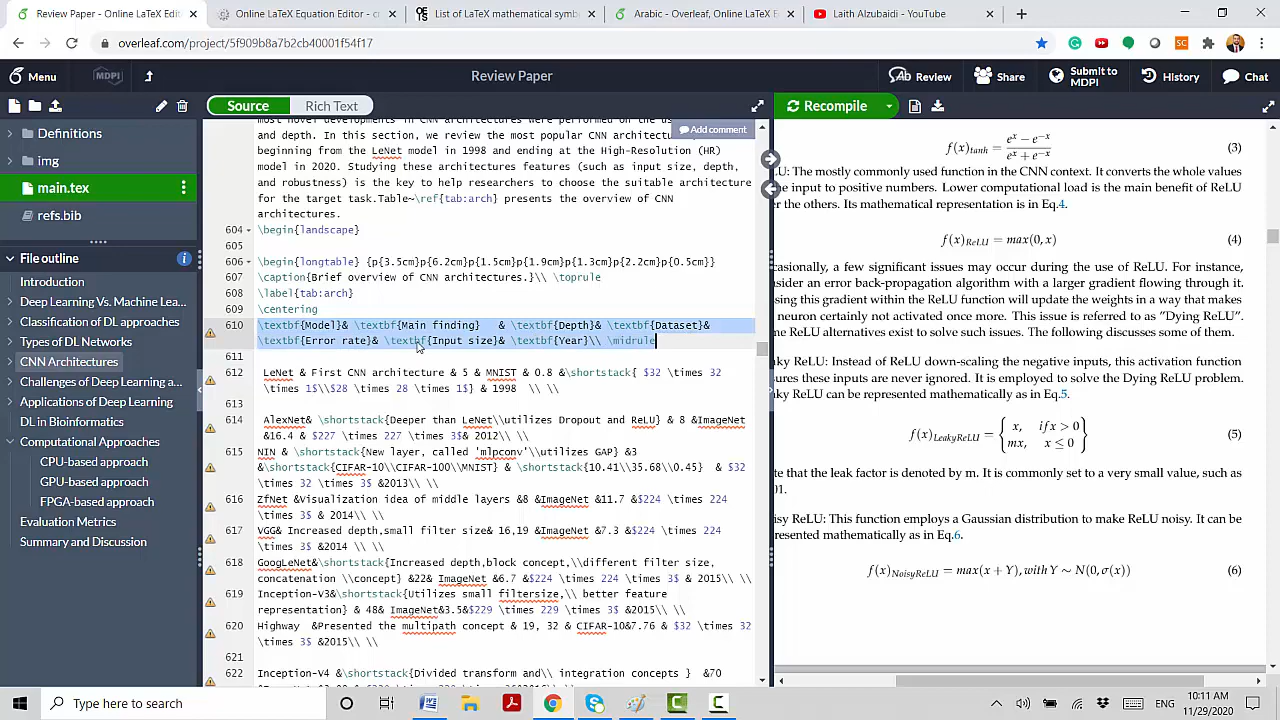 Review Paper - Online LaTeX Edit
Online LaTeX Equation Editor - c
List of LaTeX mathematical symb
Arabic - Overleaf, Online LaTeX E
Laith Alzubaidi - YouTube
overleaf.com/project/5f909b8a7b2cb40001f54f17
Menu
MDPI
Review Paper
Review
Share
Submit to
MDPI
History
Chat
Source
Rich Text
Recompile
Definitions
img
main.tex
refs.bib
File outline
Introduction
Deep Learning Vs. Machine Lea...
Classification of DL approaches
Types of DL Networks
CNN Architectures
Challenges of Deep Learning a...
Applications of Deep Learning
DL in Bioinformatics
Computational Approaches
CPU-based approach
GPU-based approach
FPGA-based approach
Evaluation Metrics
Summary and Discussion
Add comment
most novel developments in CNN architectures were performed on the us
and depth. In this section, we review the most popular CNN architectu
beginning from the LeNet model in 1998 and ending at the High-Resolution (HR)
model in 2020. Studying these architectures features (such as input size, depth,
and robustness) is the key to help researchers to choose the suitable architecture
for the target task.Table~\ref{tab:arch} presents the overview of CNN
architectures.
604 \begin{landscape}
605
606 \begin{longtable} {p{3.5cm}p{6.2cm}p{1.5cm}p{1.9cm}p{1.3cm}p{2.2cm}p{0.5cm}}
607 \caption{Brief overview of CNN architectures.}\\ \toprule
608 \label{tab:arch}
609 \centering
610 \textbf{Model}& \textbf{Main finding} & \textbf{Depth}& \textbf{Dataset}&
\textbf{Error rate}& \textbf{Input size}& \textbf{Year}\\ \midrule
611
612 LeNet & First CNN architecture & 5 & MNIST & 0.8 &\shortstack{ $32 \times 32
\times 1$\\$28 \times 28 \times 1$} & 1998 \\ \\
613
614 AlexNet& \shortstack{Deeper than LeNet\\utilizes Dropout and ReLU} & 8 &ImageNet
&16.4 & $227 \times 227 \times 3$& 2012\\ \\
615 NIN & \shortstack{New layer, called 'mlpconv'\\utilizes GAP} &3
&\shortstack{CIFAR-10\\CIFAR-100\\MNIST} & \shortstack{10.41\\35.68\\0.45} & $32
\times 32 \times 3$ &2013\\ \\
616 ZfNet &Visualization idea of middle layers &8 &ImageNet &11.7 &$224 \times 224
\times 3$ & 2014\\ \\
617 VGG& Increased depth,small filter size& 16,19 &ImageNet &7.3 &$224 \times 224
\times 3$ &2014 \\ \\
618 GoogLeNet&\shortstack{Increased depth,block concept,\\different filter size,
concatenation \\concept} &22& ImageNet &6.7 &$224 \times 224 \times 3$ & 2015\\ \\
619 Inception-V3&\shortstack{Utilizes small filtersize,\\ better feature
representation} & 48& ImageNet&3.5&$229 \times 229 \times 3$ &2015\\ \\
620 Highway &Presented the multipath concept & 19, 32 & CIFAR-10&7.76 & $32 \times 32
\times 3$ &2015\\ \\
621
622 Inception-V4 &\shortstack{Divided transform and\\ integration concepts} &70
f(x)tanh = (e^x − e^−x) / (e^x + e^−x) (3)
LU: The mostly commonly used function in the CNN context. It converts the whole values
he input to positive numbers. Lower computational load is the main benefit of ReLU
er the others. Its mathematical representation is in Eq.4.
f(x)ReLU = max(0, x) (4)
casionally, a few significant issues may occur during the use of ReLU. For instance,
sider an error back-propagation algorithm with a larger gradient flowing through it.
sing this gradient within the ReLU function will update the weights in a way that makes
neuron certainly not activated once more. This issue is referred to as "Dying ReLU".
me ReLU alternatives exist to solve such issues. The following discusses some of them.
aky ReLU: Instead of ReLU down-scaling the negative inputs, this activation function
sures these inputs are never ignored. It is employed to solve the Dying ReLU problem.
ky ReLU can be represented mathematically as in Eq.5.
f(x)LeakyReLU = { x, if x > 0
mx, x ≤ 0 } (5)
te that the leak factor is denoted by m. It is commonly set to a very small value, such as
01.
isy ReLU: This function employs a Gaussian distribution to make ReLU noisy. It can be
resented mathematically as in Eq.6.
f(x)NoisyReLU = max(x + Y), with Y ∼ N(0, σ(x)) (6)
Type here to search
ENG
10:11 AM
11/29/2020